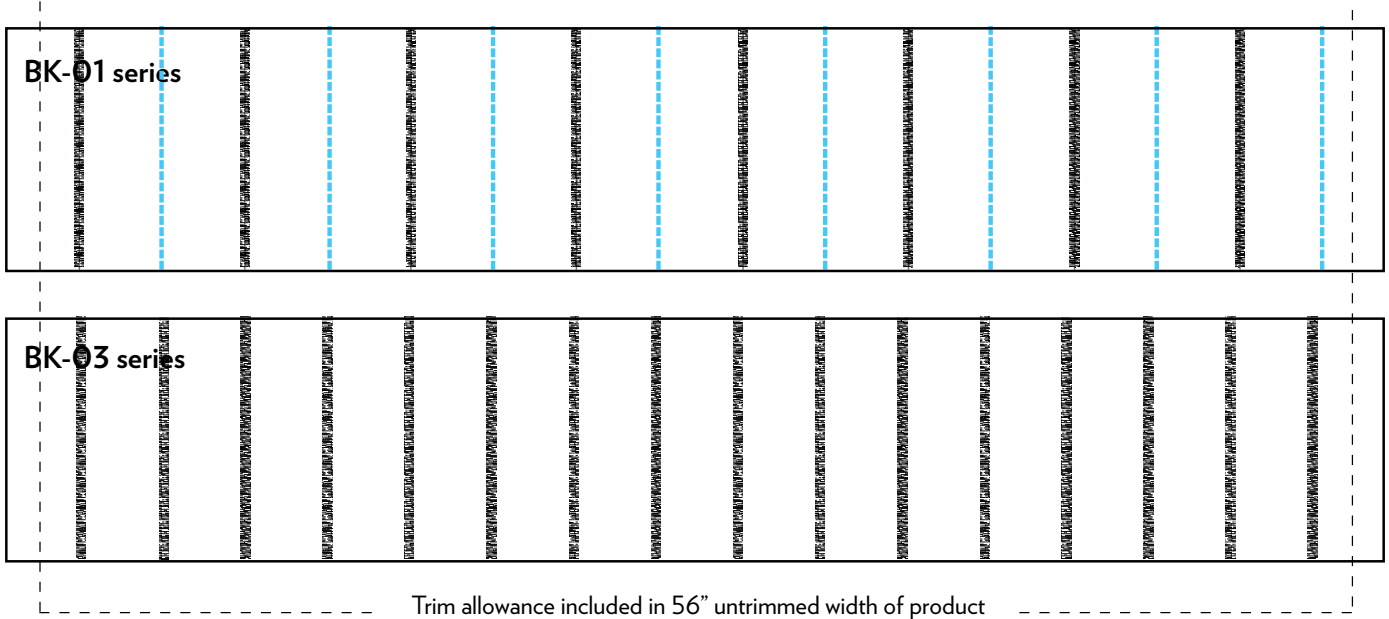 BK-01 series
BK-03 series
Trim allowance included in 56” untrimmed width of product